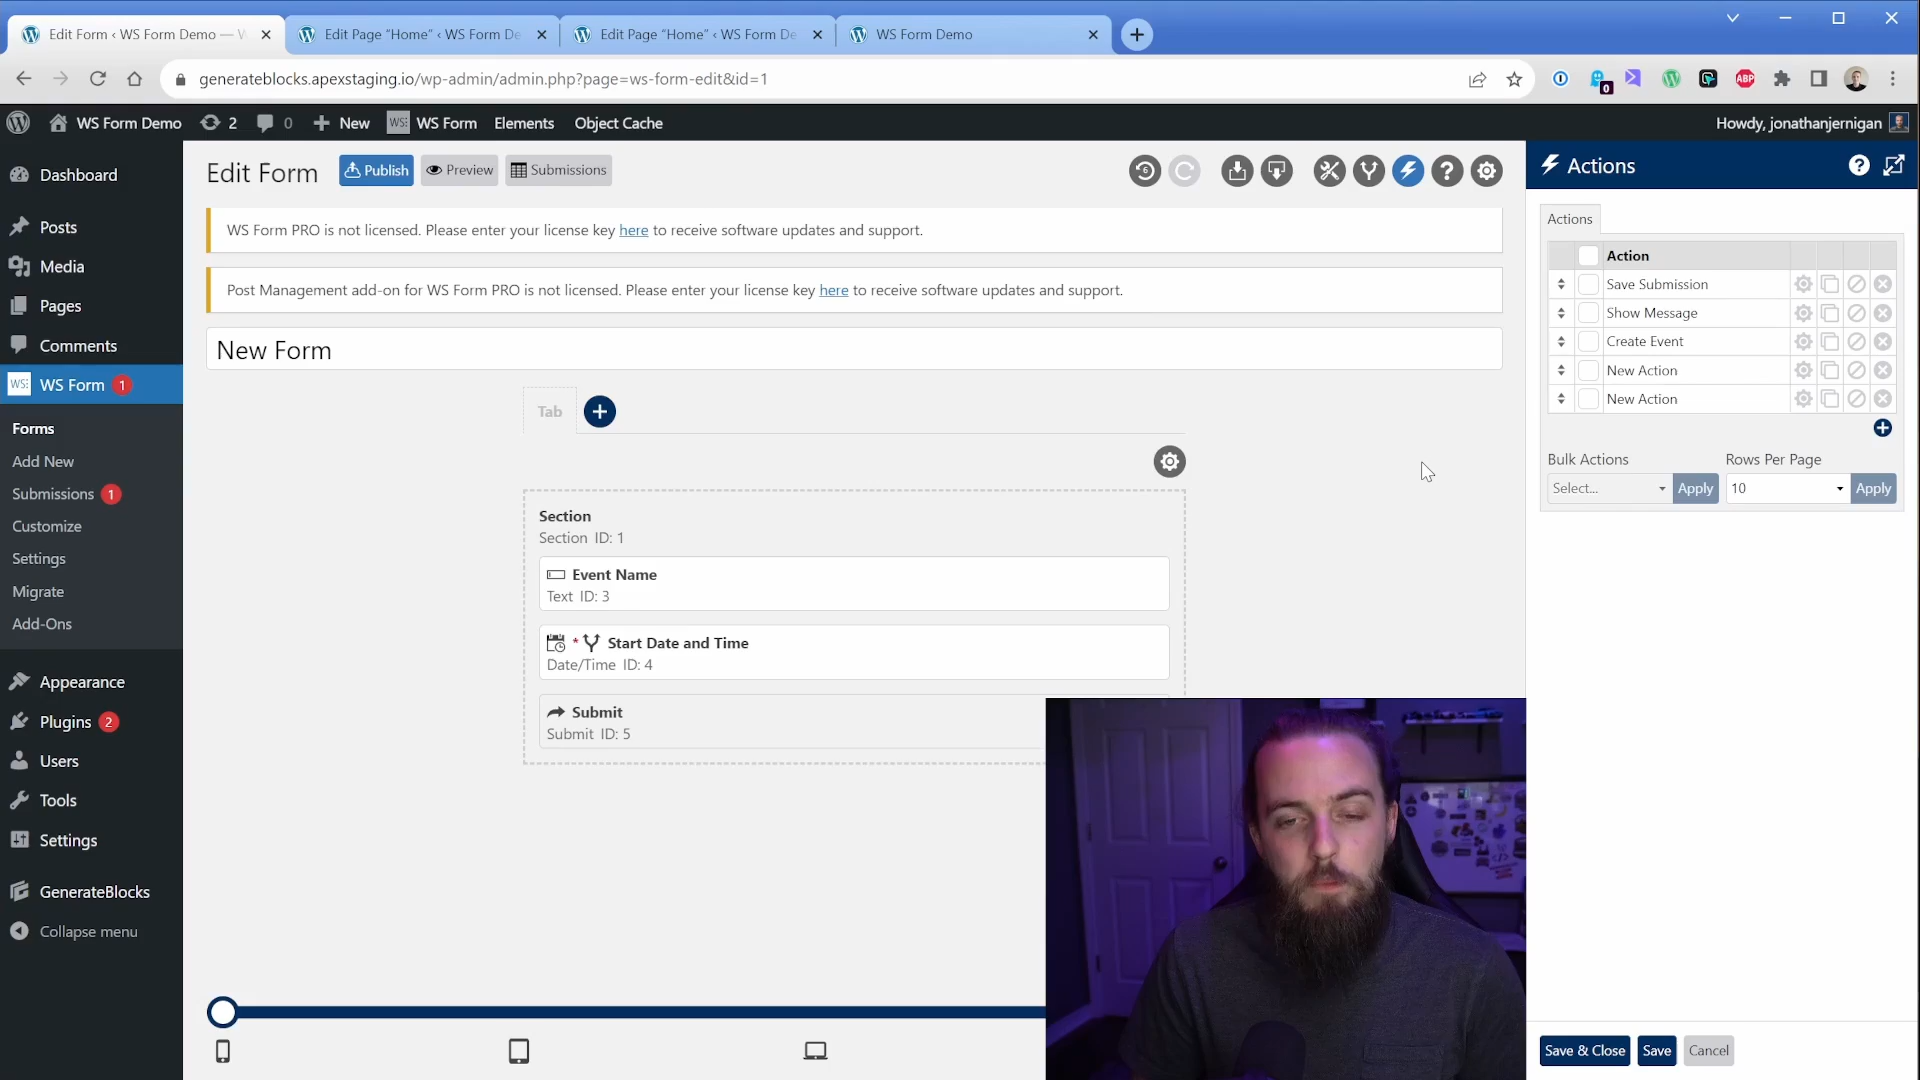 Edit Form ‹ WS Form Demo — W
Edit Page “Home” ‹ WS Form De
Edit Page “Home” ‹ WS Form De
WS Form Demo
generateblocks.apexstaging.io/wp-admin/admin.php?page=ws-form-edit&id=1
0
ABP
WS Form Demo
2
0
New
WS: WS Form
Elements
Object Cache
Howdy, jonathanjernigan
Dashboard
Posts
Media
Pages
Comments
WS: WS Form 1
Forms
Add New
Submissions 1
Customize
Settings
Migrate
Add-Ons
Appearance
Plugins 2
Users
Tools
Settings
GenerateBlocks
Collapse menu
Edit Form
Publish
Preview
Submissions
6
?
WS Form PRO is not licensed. Please enter your license key here to receive software updates and support.
Post Management add-on for WS Form PRO is not licensed. Please enter your license key here to receive software updates and support.
New Form
Tab
Section
Section ID: 1
Event Name
Text ID: 3
* Start Date and Time
Date/Time ID: 4
Submit
Submit ID: 5
Actions
?
Actions
Action
Save Submission
Show Message
Create Event
New Action
New Action
Bulk Actions
Rows Per Page
Select...
Apply
10
Apply
Save & Close
Save
Cancel